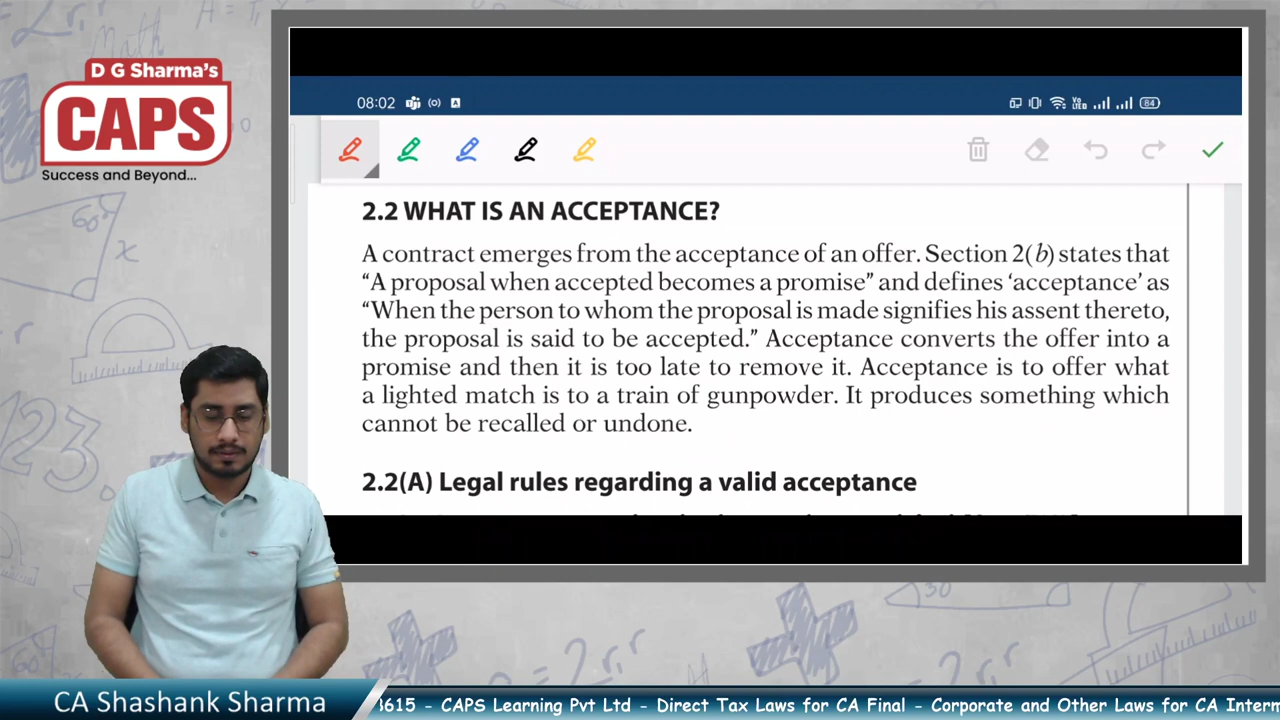 D G Sharma's
CAPS
Success and Beyond...
08:02
84
2.2 WHAT IS AN ACCEPTANCE?
A contract emerges from the acceptance of an offer. Section 2(b) states that
“A proposal when accepted becomes a promise” and defines ‘acceptance’ as
“When the person to whom the proposal is made signifies his assent thereto,
the proposal is said to be accepted.” Acceptance converts the offer into a
promise and then it is too late to remove it. Acceptance is to offer what
a lighted match is to a train of gunpowder. It produces something which
cannot be recalled or undone.
2.2(A) Legal rules regarding a valid acceptance
CA Shashank Sharma
3615 - CAPS Learning Pvt Ltd - Direct Tax Laws for CA Final - Corporate and Other Laws for CA Intern